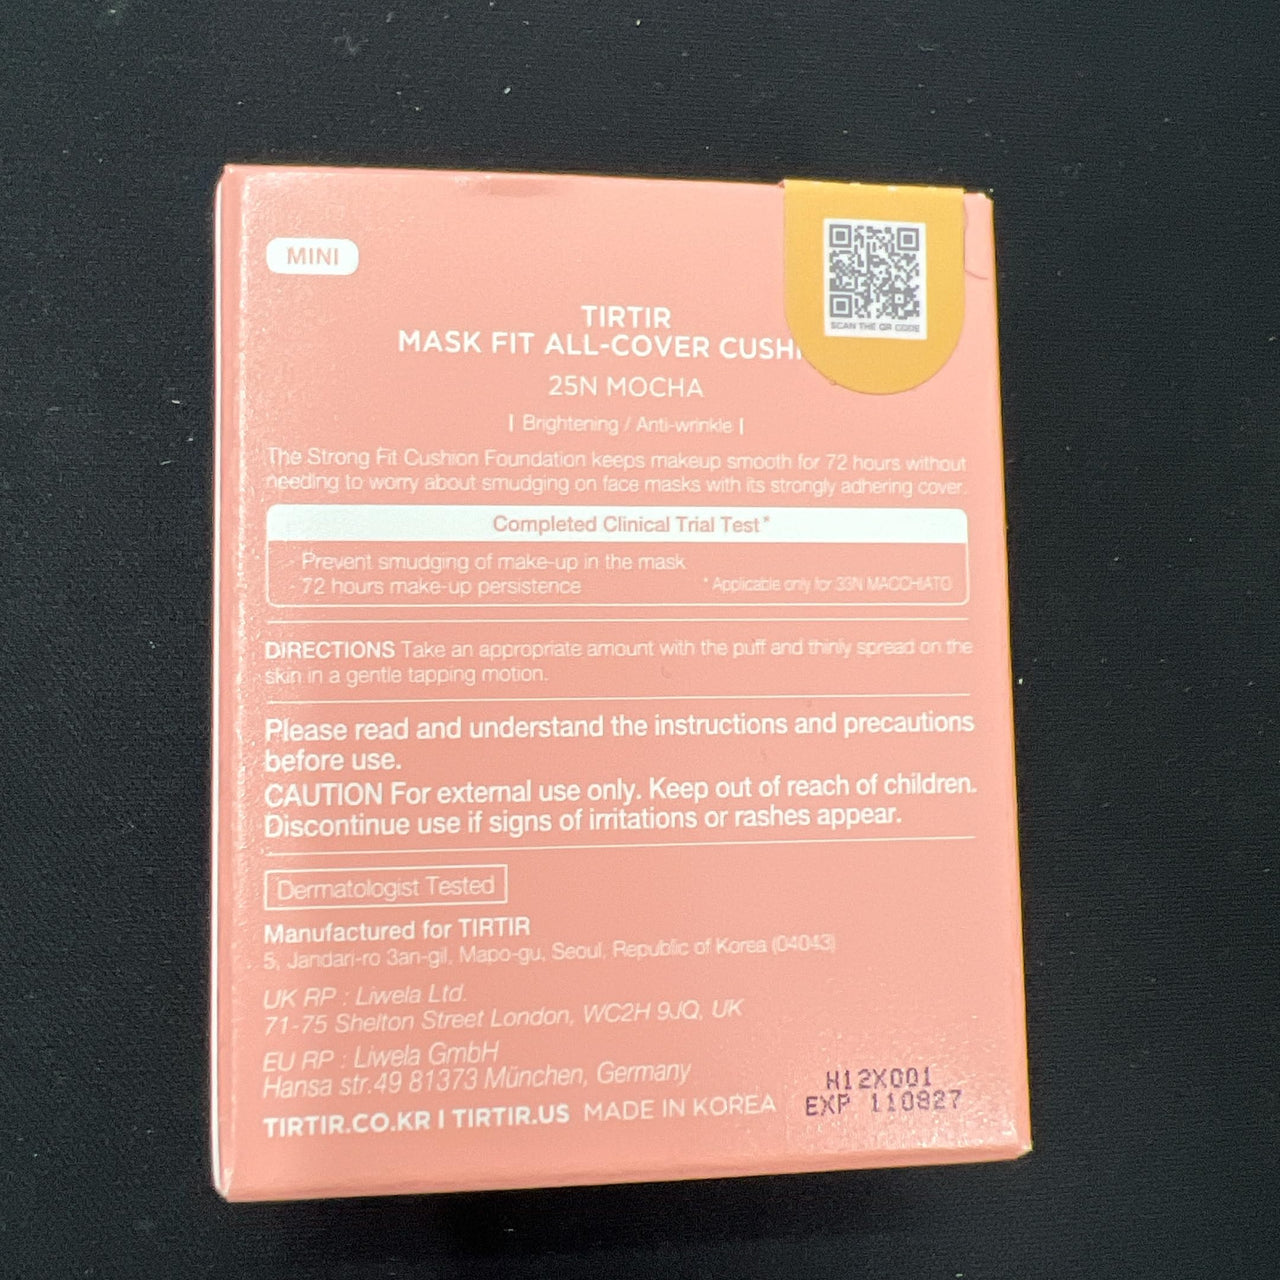 MINI
SCAN THE QR CODE
TIRTIR
MASK FIT ALL-COVER CUSH
25N MOCHA
| Brightening / Anti-wrinkle |
The Strong Fit Cushion Foundation keeps makeup smooth for 72 hours without
needing to worry about smudging on face masks with its strongly adhering cover.
Completed Clinical Trial Test*
· Prevent smudging of make-up in the mask
· 72 hours make-up persistence * Applicable only for 33N MACCHIATO
DIRECTIONS Take an appropriate amount with the puff and thinly spread on the
skin in a gentle tapping motion.
Please read and understand the instructions and precautions
before use.
CAUTION For external use only. Keep out of reach of children.
Discontinue use if signs of irritations or rashes appear.
Dermatologist Tested
Manufactured for TIRTIR
5, Jandari-ro 3an-gil, Mapo-gu, Seoul, Republic of Korea (04043)
UK RP : Liwela Ltd.
71-75 Shelton Street London, WC2H 9JQ, UK
EU RP : Liwela GmbH
Hansa str.49 81373 München, Germany
TIRTIR.CO.KR | TIRTIR.US MADE IN KOREA
H12X001
EXP 110827